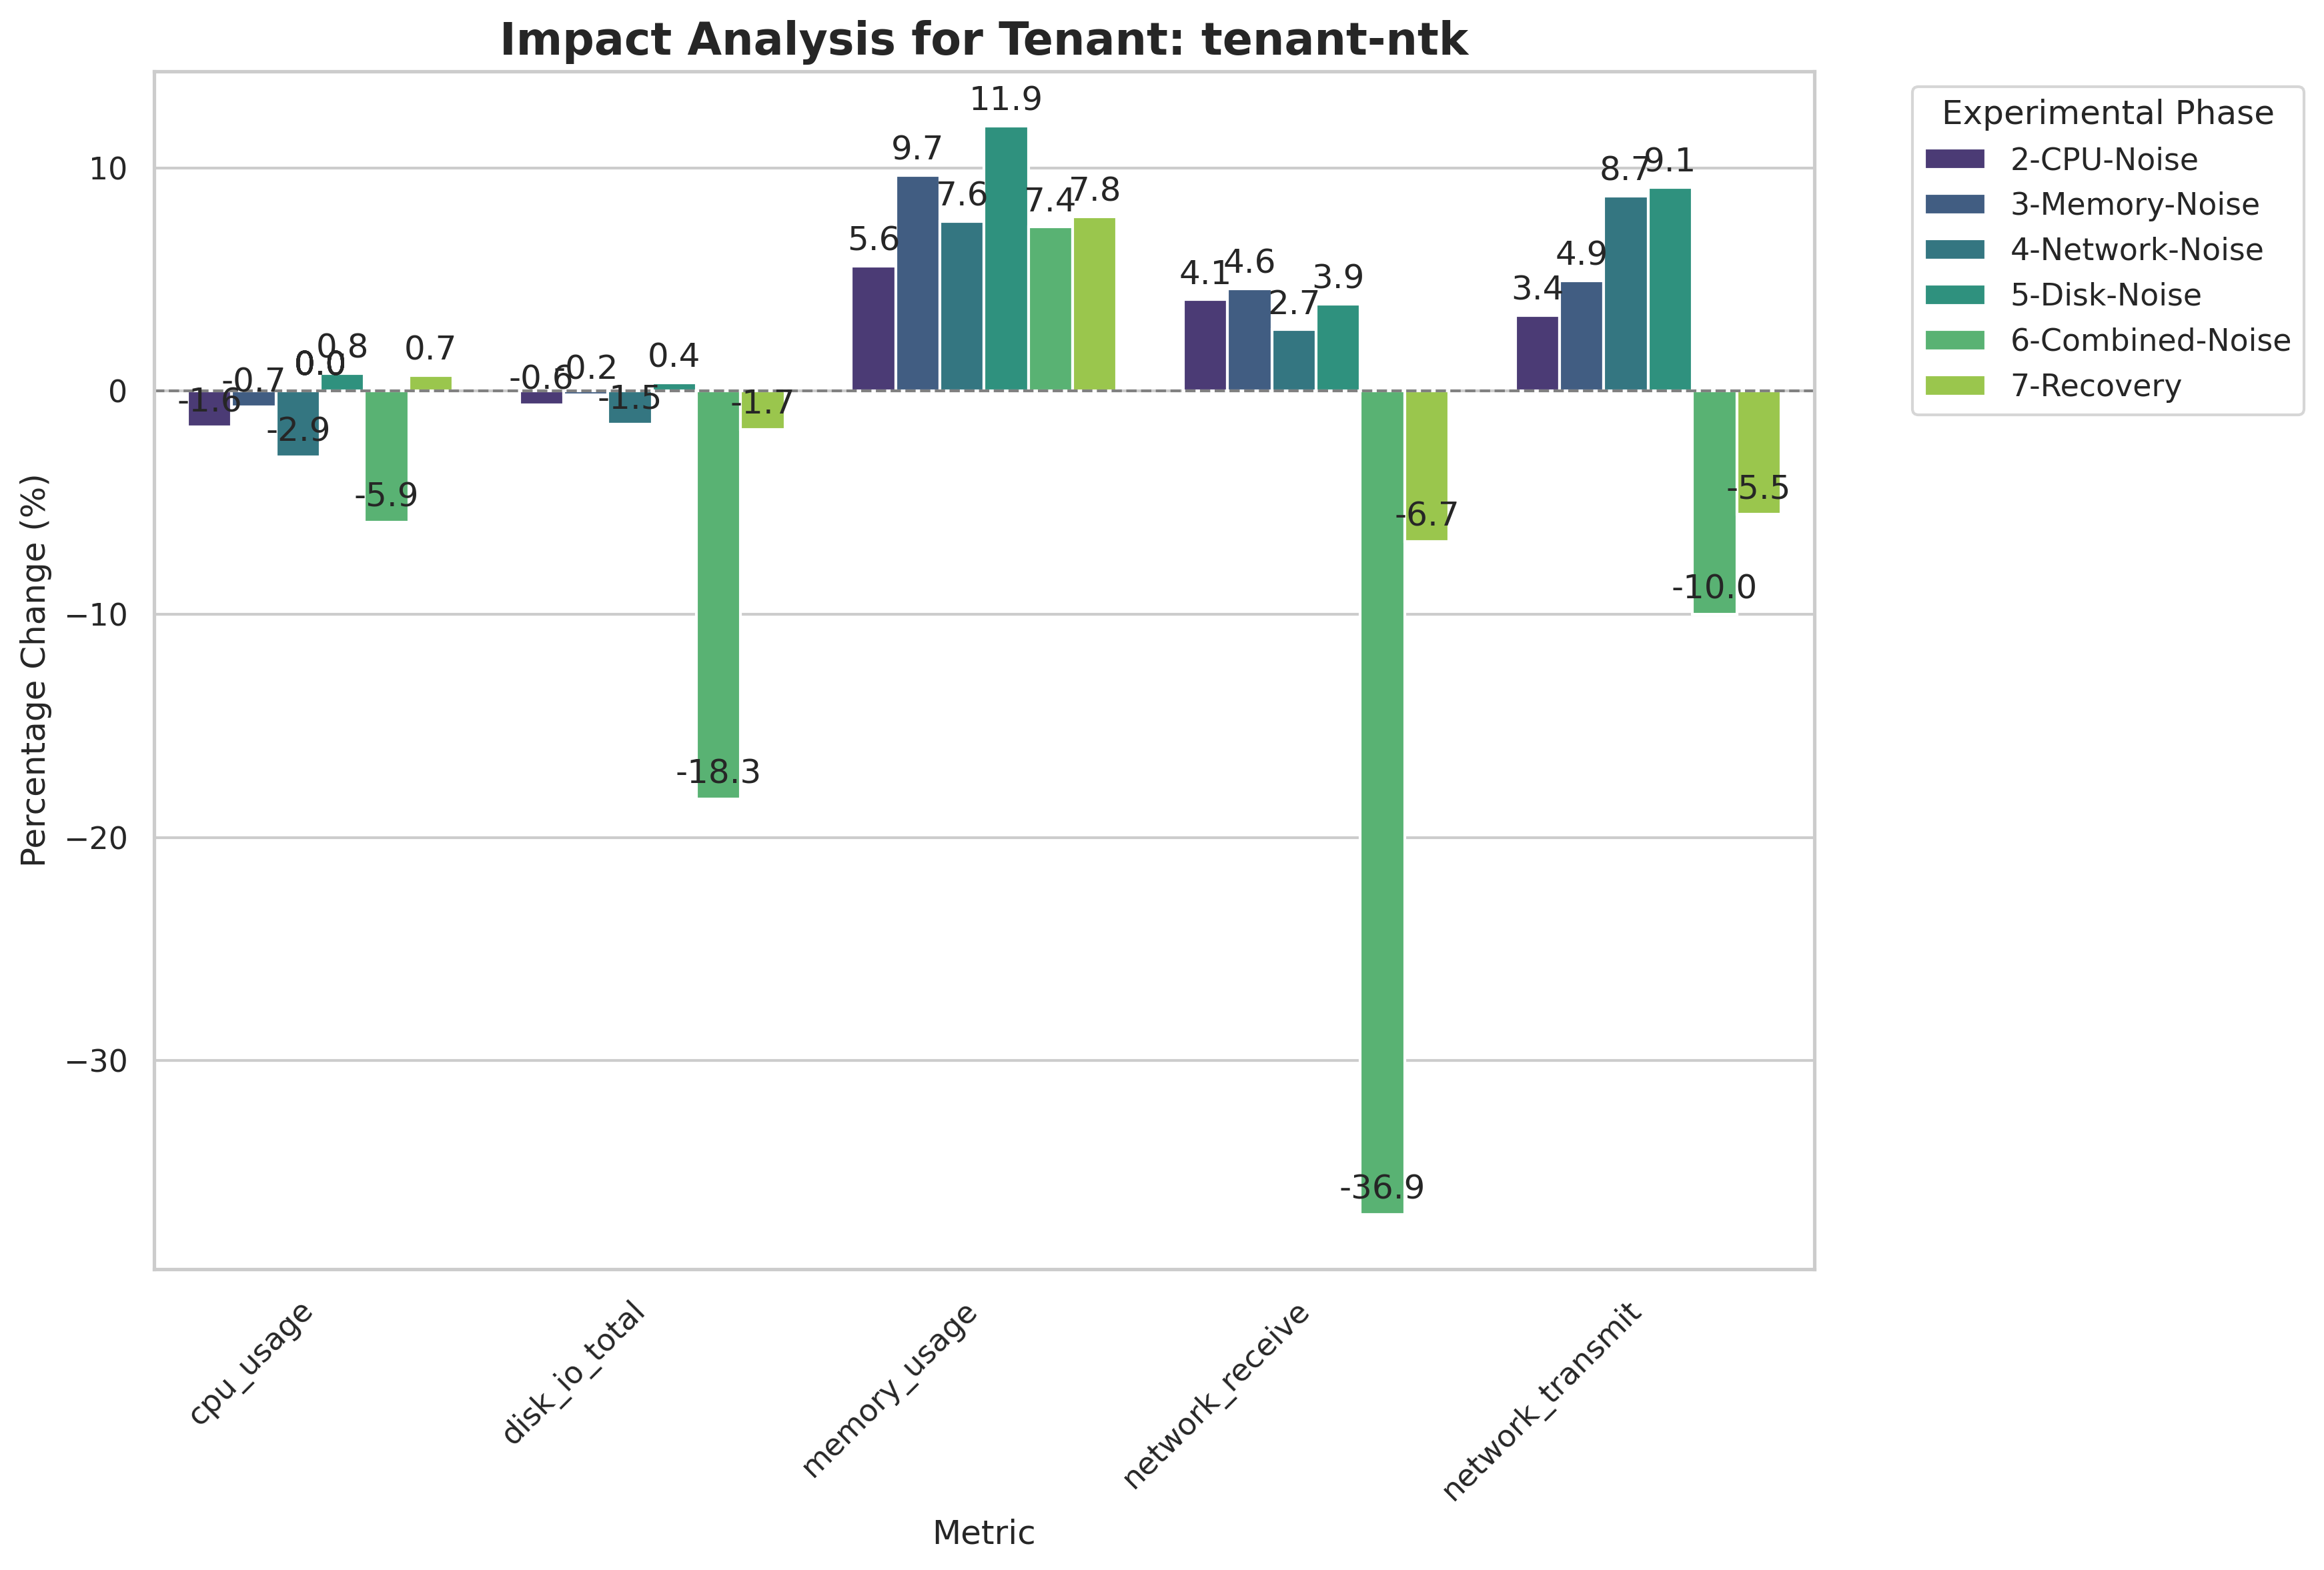 Impact Analysis for Tenant: tenant-ntk
Percentage Change (%)
10
0
−10
−20
−30
-1.6
-0.7
-2.9
0.0
0.8
-5.9
0.7
-0.6
-0.2
-1.5
0.4
-18.3
-1.7
5.6
9.7
7.6
11.9
7.4
7.8
4.1
4.6
2.7
3.9
-36.9
-6.7
3.4
4.9
8.7
9.1
-10.0
-5.5
cpu_usage
disk_io_total
memory_usage
network_receive
network_transmit
Metric
Experimental Phase
2-CPU-Noise
3-Memory-Noise
4-Network-Noise
5-Disk-Noise
6-Combined-Noise
7-Recovery